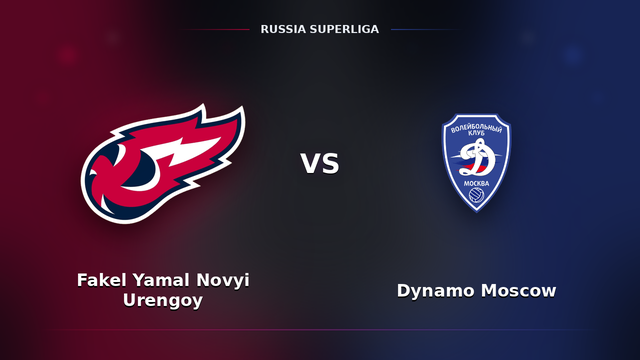 RUSSIA SUPERLIGA
VS
ВОЛЕЙБОЛЬНЫЙ
КЛУБ
Д
МОСКВА
Fakel Yamal Novyi
Urengoy
Dynamo Moscow